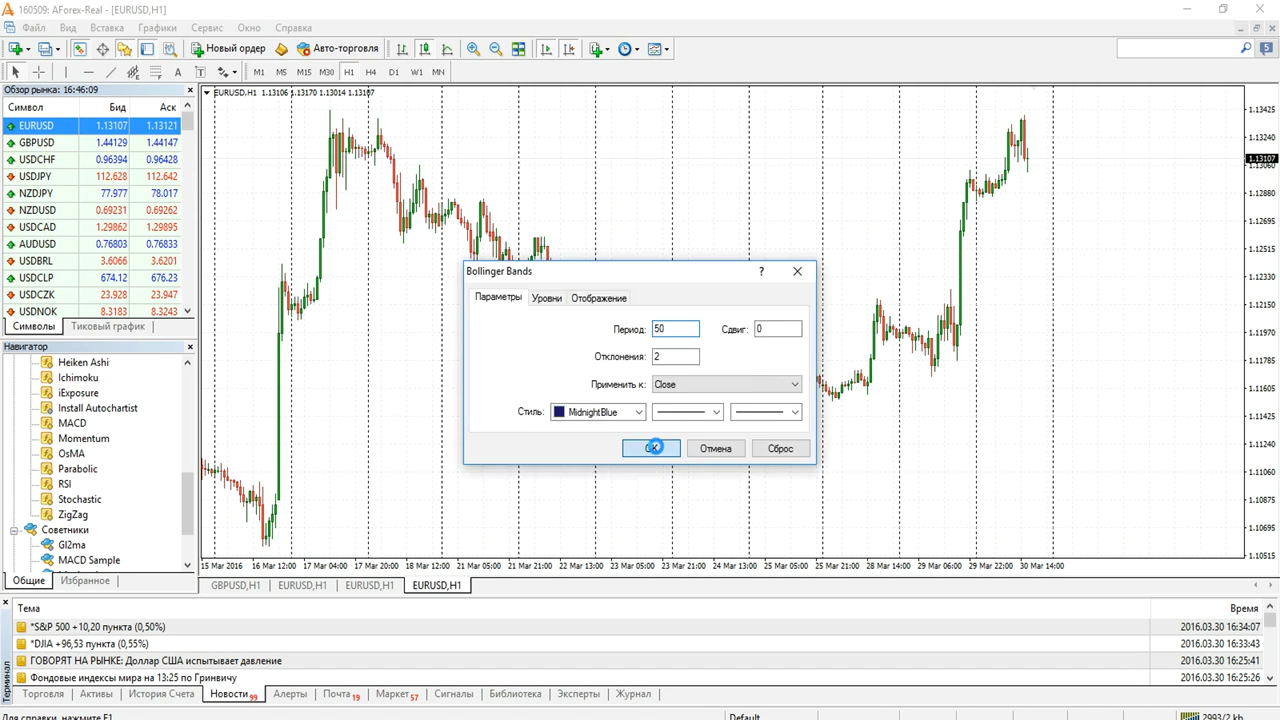 160509: AForex-Real - [EURUSD,H1]
Файл Вид Вставка Графики Сервис Окно Справка
Новый ордер Авто-торговля 5
A T M1 M5 M15 M30 H1 H4 D1 W1 MN
Обзор рынка: 16:46:09
Символ Бид Аск
EURUSD 1.13107 1.13121
GBPUSD 1.44129 1.44147
USDCHF 0.96394 0.96428
USDJPY 112.628 112.642
NZDJPY 77.977 78.017
NZDUSD 0.69231 0.69262
USDCAD 1.29862 1.29895
AUDUSD 0.76803 0.76833
USDBRL 3.6066 3.6201
USDCLP 674.12 676.23
USDCZK 23.928 23.947
USDNOK 8.3183 8.3243
Символы Тиковый график
Навигатор
Heiken Ashi
Ichimoku
iExposure
Install Autochartist
MACD
Momentum
OsMA
Parabolic
RSI
Stochastic
ZigZag
Советники
Gl2ma
MACD Sample
Общие Избранное
EURUSD,H1 1.13106 1.13170 1.13014 1.13107
1.13425
1.13240
1.13107
1.13060
1.12880
1.12695
1.12515
1.12330
1.12150
1.11965
1.11785
1.11605
1.11420
1.11240
1.11055
1.10875
1.10695
1.10515
Bollinger Bands ?
Параметры Уровни Отображение
Период: 50 Сдвиг: 0
Отклонения: 2
Применить к: Close
Стиль: MidnightBlue
OK Отмена Сброс
15 Mar 2016 16 Mar 12:00 17 Mar 04:00 17 Mar 20:00 18 Mar 12:00 21 Mar 05:00 21 Mar 21:00 22 Mar 13:00 23 Mar 05:00 23 Mar 21:00 24 Mar 13:00 25 Mar 05:00 25 Mar 21:00 28 Mar 14:00 29 Mar 06:00 29 Mar 22:00 30 Mar 14:00
GBPUSD,H1 EURUSD,H1 EURUSD,H1 EURUSD,H1
Терминал
Тема Время
*S&P 500 +10,20 пункта (0,50%) 2016.03.30 16:34:07
*DJIA +96,53 пункта (0,55%) 2016.03.30 16:33:43
ГОВОРЯТ НА РЫНКЕ: Доллар США испытывает давление 2016.03.30 16:25:41
Фондовые индексы мира на 13:25 по Гринвичу 2016.03.30 16:25:26
Торговля Активы История Счета Новости 99 Алерты Почта 19 Маркет 57 Сигналы Библиотека Эксперты Журнал
Для справки, нажмите F1 Default 2993/2 kb